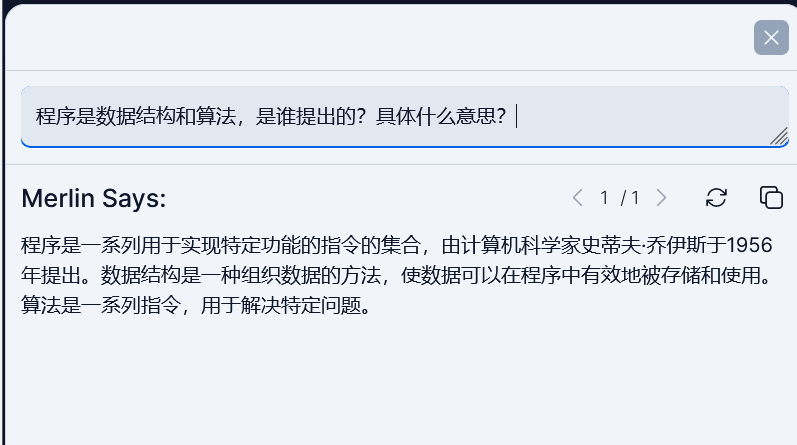 程序是数据结构和算法，是谁提出的？具体什么意思？
Merlin Says:
1 / 1
程序是一系列用于实现特定功能的指令的集合，由计算机科学家史蒂夫·乔伊斯于1956
年提出。数据结构是一种组织数据的方法，使数据可以在程序中有效地被存储和使用。
算法是一系列指令，用于解决特定问题。